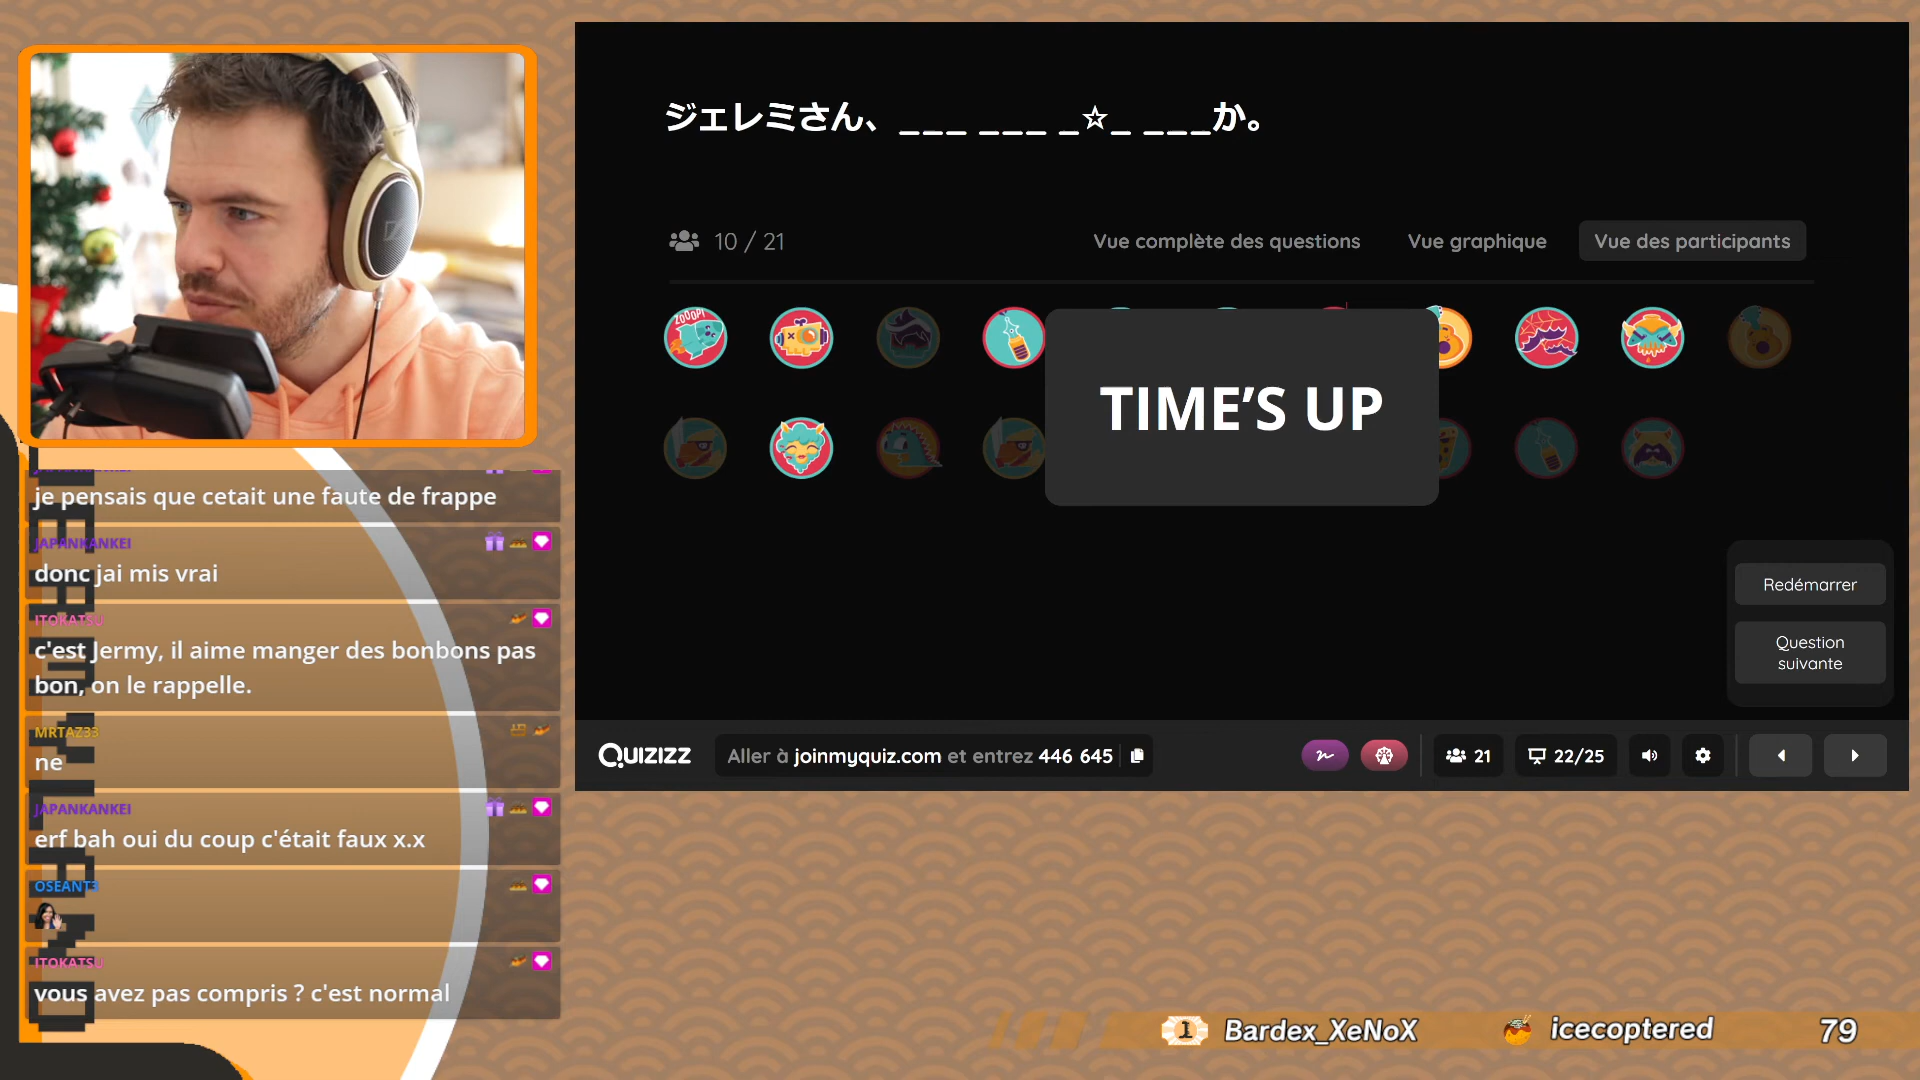 ジェレミさん、___ ___ _☆_ ___か。
10 / 21
Vue complète des questions
Vue graphique
Vue des participants
ZOOOP!
TIME'S UP
Redémarrer
Question
suivante
QUIZIZZ
Aller à joinmyquiz.com et entrez 446 645
21
22/25
je pensais que cetait une faute de frappe
JAPANKANKEI
donc jai mis vrai
ITOKATSU
c'est Jermy, il aime manger des bonbons pas
bon, on le rappelle.
MRTAZ33
ne
JAPANKANKEI
erf bah oui du coup c'était faux x.x
OSEANT3
ITOKATSU
vous avez pas compris ? c'est normal
1
Bardex_XeNoX
icecoptered
79